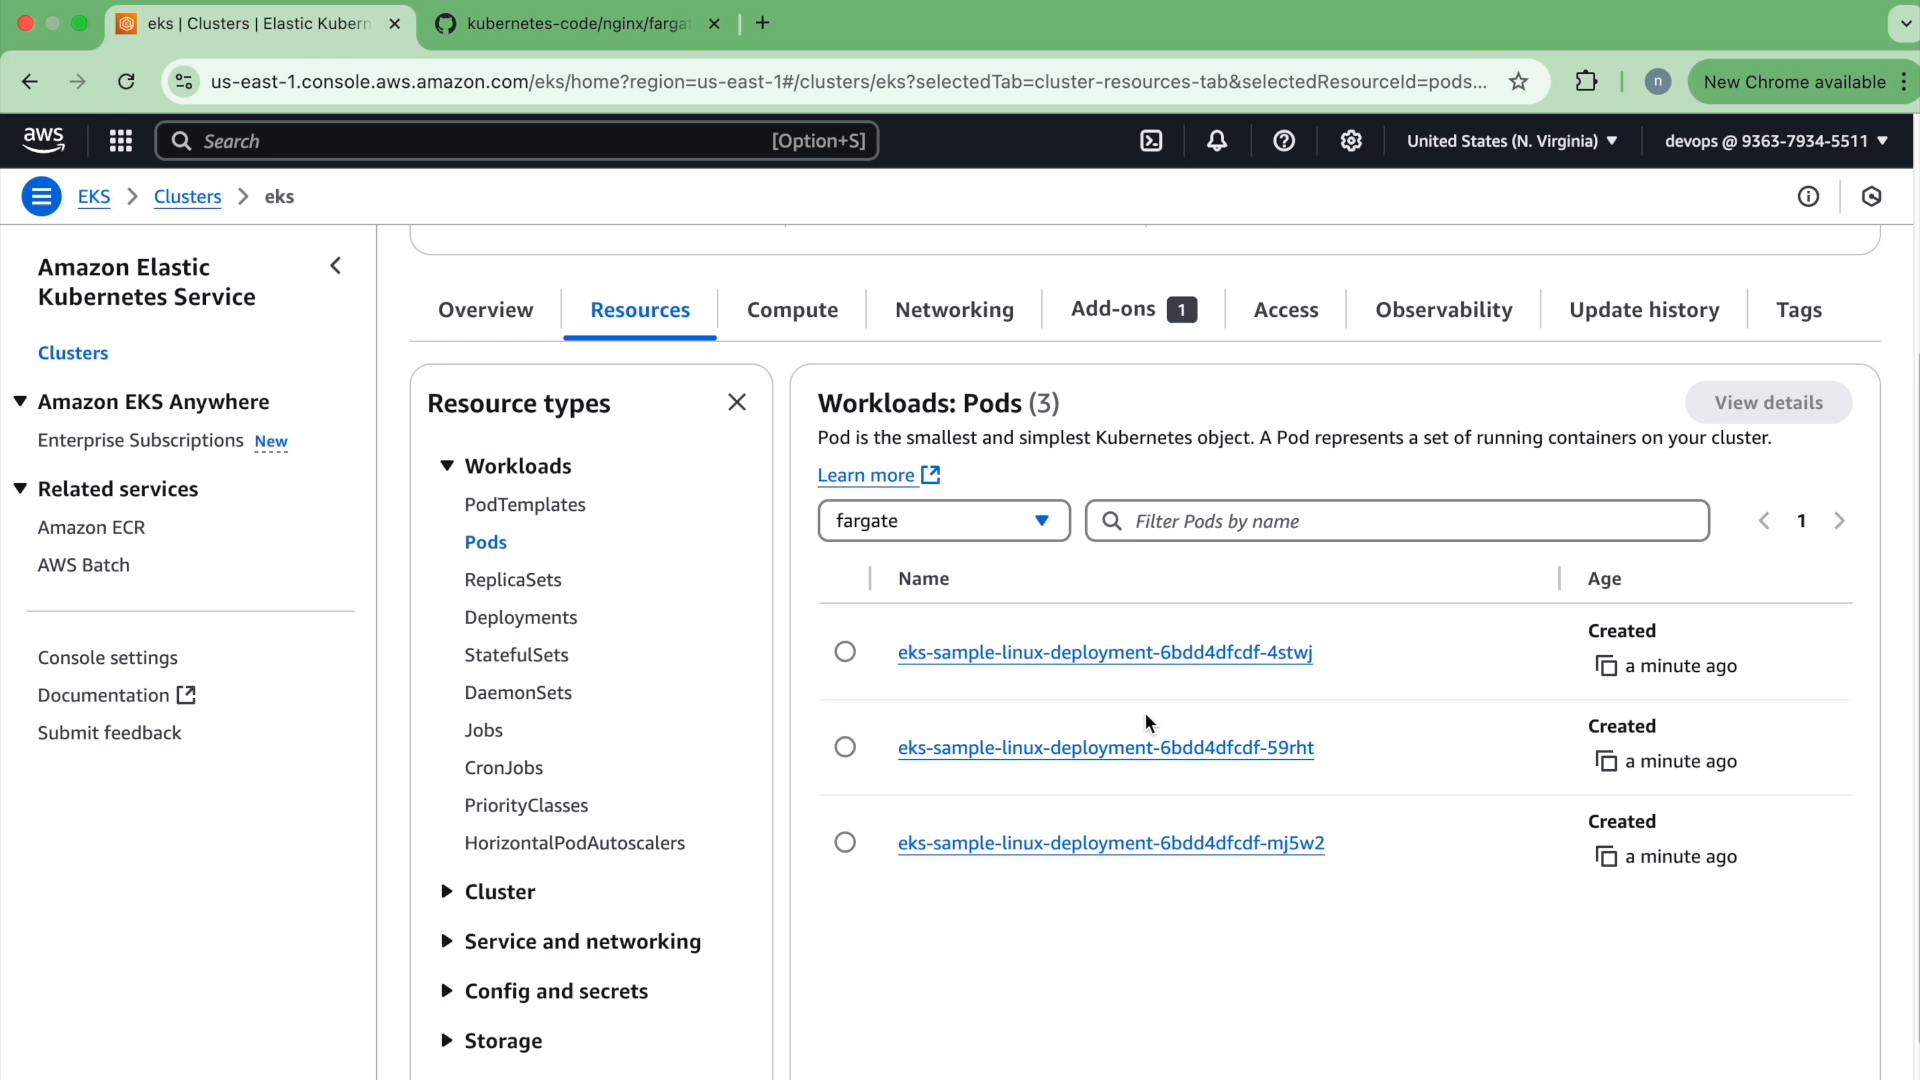 eks | Clusters | Elastic Kubern
kubernetes-code/nginx/farga
us-east-1.console.aws.amazon.com/eks/home?region=us-east-1#/clusters/eks?selectedTab=cluster-resources-tab&selectedResourceId=pods...
n
New Chrome available
aws
Search
[Option+S]
United States (N. Virginia)
devops @ 9363-7934-5511
EKS
Clusters
eks
Amazon Elastic
Kubernetes Service
Clusters
Amazon EKS Anywhere
Enterprise Subscriptions New
Related services
Amazon ECR
AWS Batch
Console settings
Documentation
Submit feedback
Overview
Resources
Compute
Networking
Add-ons 1
Access
Observability
Update history
Tags
Resource types
Workloads
PodTemplates
Pods
ReplicaSets
Deployments
StatefulSets
DaemonSets
Jobs
CronJobs
PriorityClasses
HorizontalPodAutoscalers
Cluster
Service and networking
Config and secrets
Storage
Workloads: Pods (3)
View details
Pod is the smallest and simplest Kubernetes object. A Pod represents a set of running containers on your cluster.
Learn more
fargate
Filter Pods by name
1
Name
Age
eks-sample-linux-deployment-6bdd4dfcdf-4stwj
Created
a minute ago
eks-sample-linux-deployment-6bdd4dfcdf-59rht
Created
a minute ago
eks-sample-linux-deployment-6bdd4dfcdf-mj5w2
Created
a minute ago